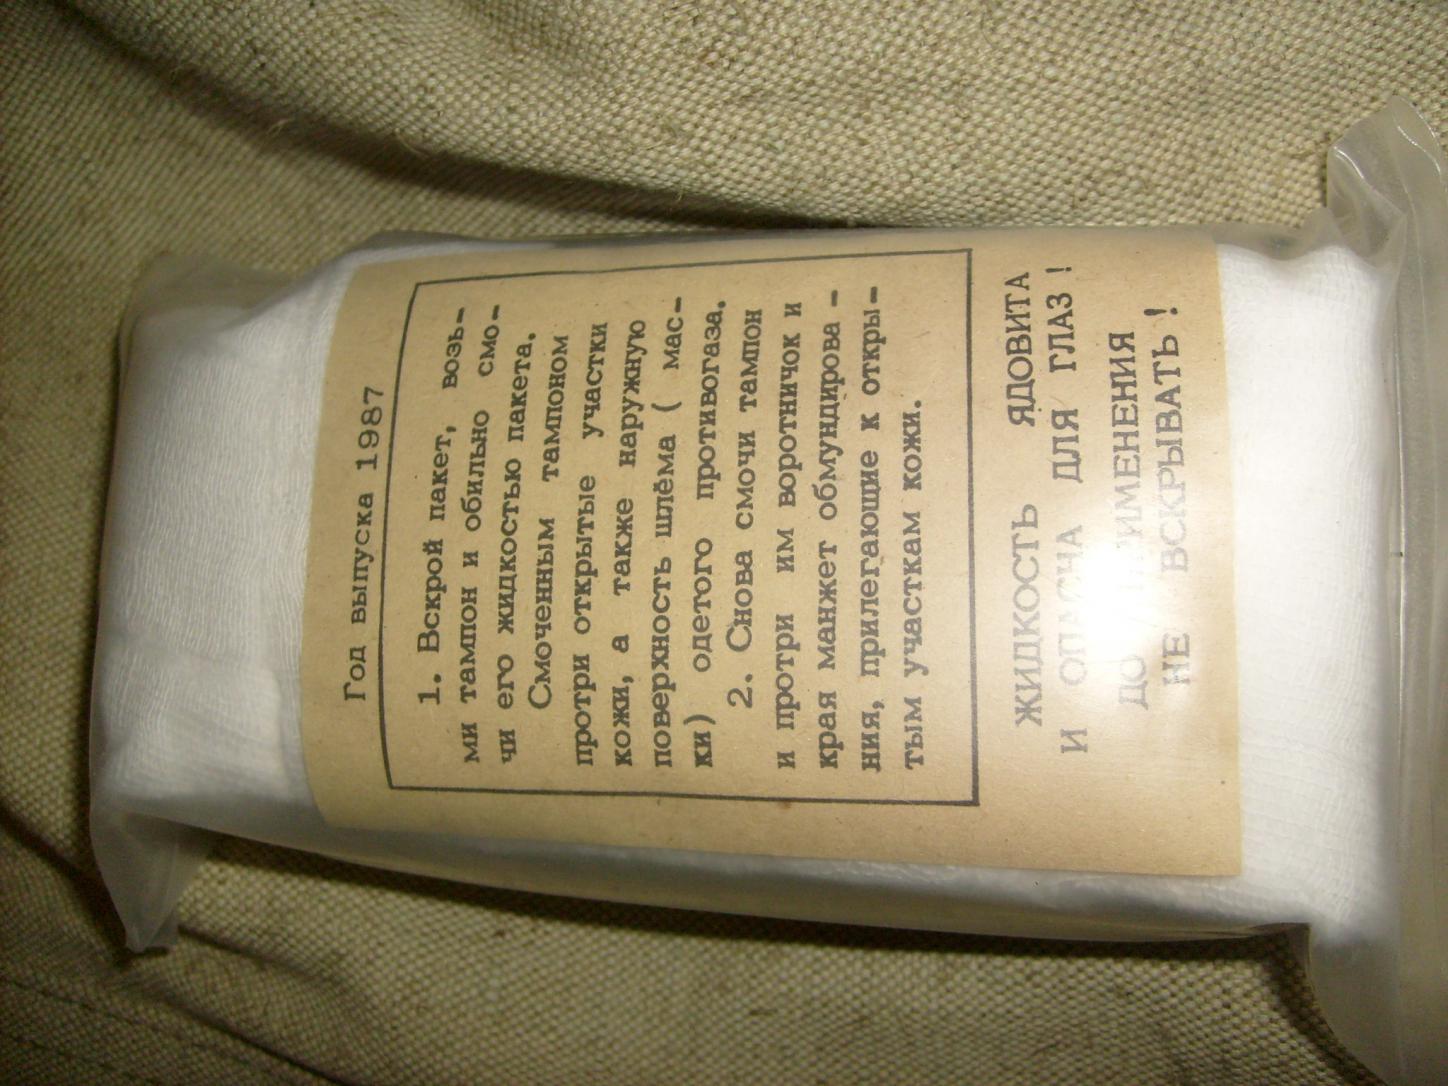 Год выпуска 1987
1. Вскрой пакет, возь-
ми тампон и обильно смо-
чи его жидкостью пакета.
Смоченным тампоном
протри открытые участки
кожи, а также наружную
поверхность шлёма ( мас-
ки) одетого противогаза.
2. Снова смочи тампон
и протри им воротничок и
края манжет обмундирова-
ния, прилегающие к откры-
тым участкам кожи.
ЖИДКОСТЬ ЯДОВИТА
И ОПАСНА ДЛЯ ГЛАЗ!
ДО ПРИМЕНЕНИЯ
НЕ ВСКРЫВАТЬ!